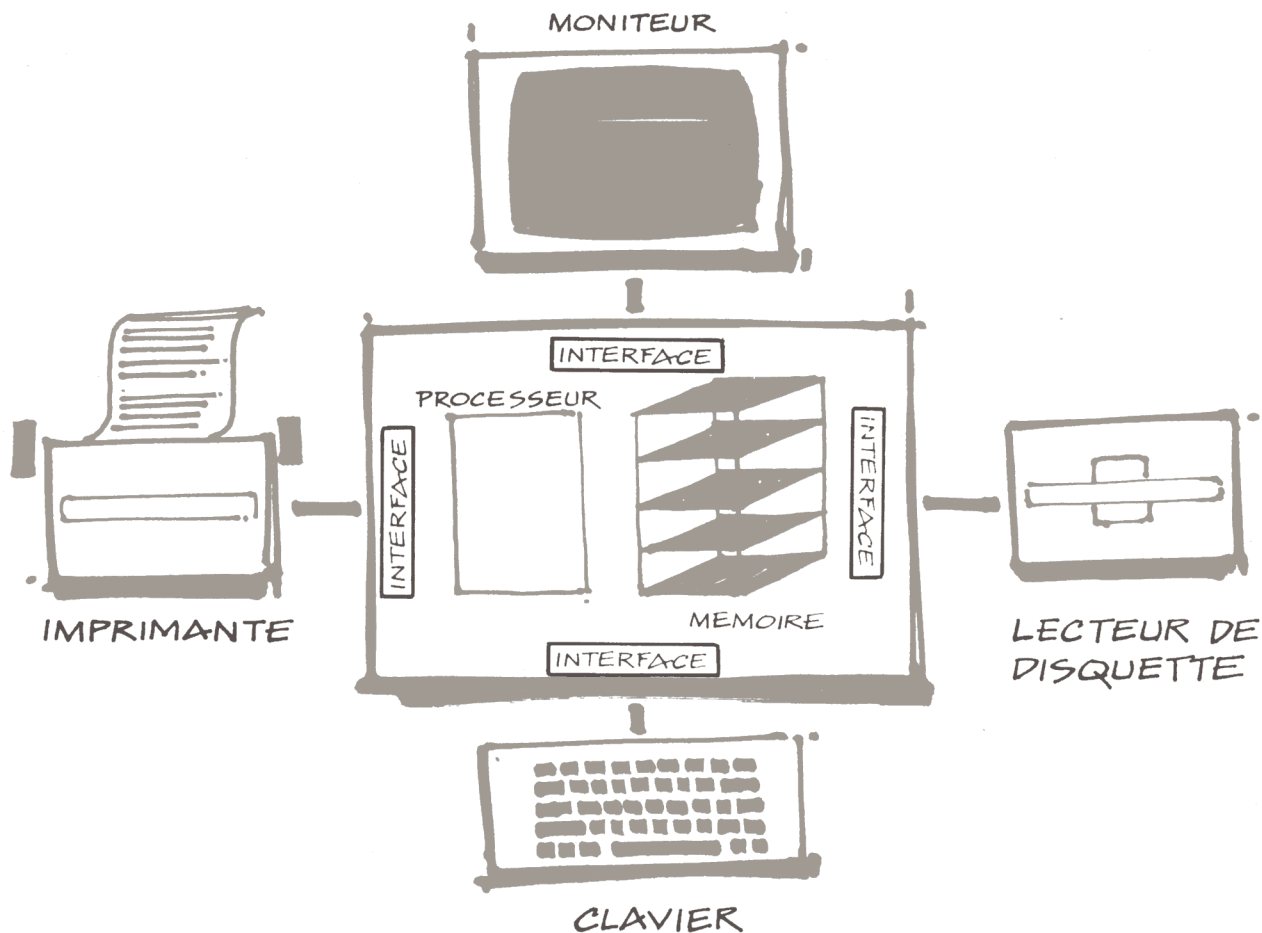 MONITEUR
INTERFACE
PROCESSEUR
INTERFACE
INTERFACE
MEMOIRE
INTERFACE
IMPRIMANTE
LECTEUR DE
DISQUETTE
CLAVIER